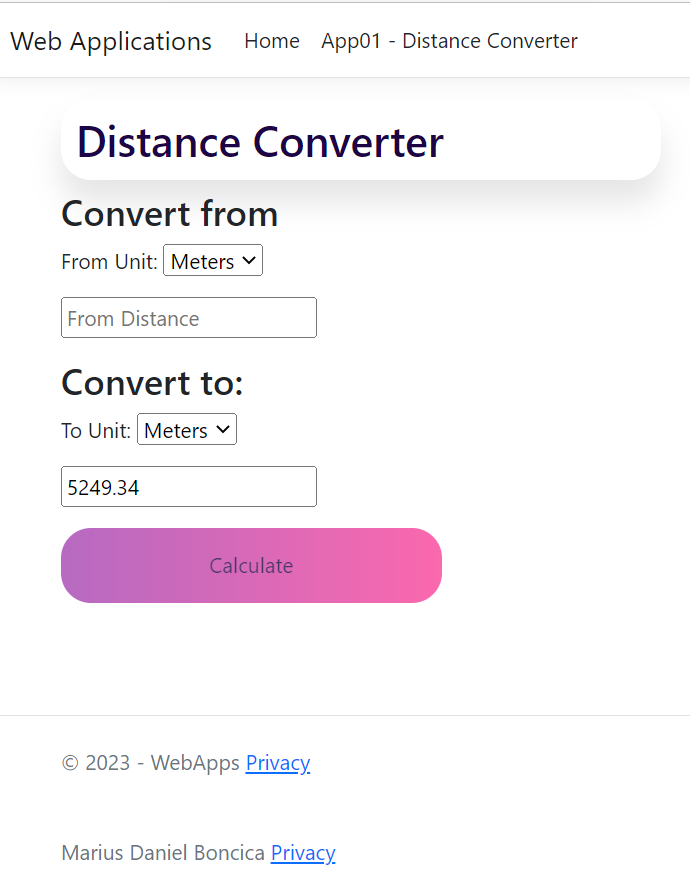 Web Applications Home App01 - Distance Converter
Distance Converter
Convert from
From Unit: Meters
From Distance
Convert to:
To Unit: Meters
5249.34
Calculate
© 2023 - WebApps Privacy
Marius Daniel Boncica Privacy